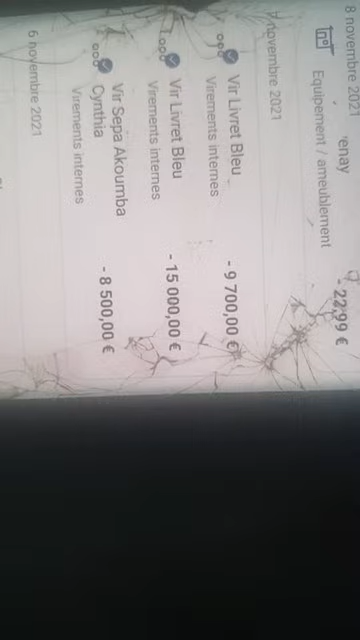 8 novembre 2021
enay
Equipement / ameublement
- 22,99 €
novembre 2021
Vir Livret Bleu
Virements internes
- 9 700,00 €
Vir Livret Bleu
Virements internes
- 15 000,00 €
Vir Sepa Akoumba
Cynthia
Virements internes
- 8 500,00 €
6 novembre 2021